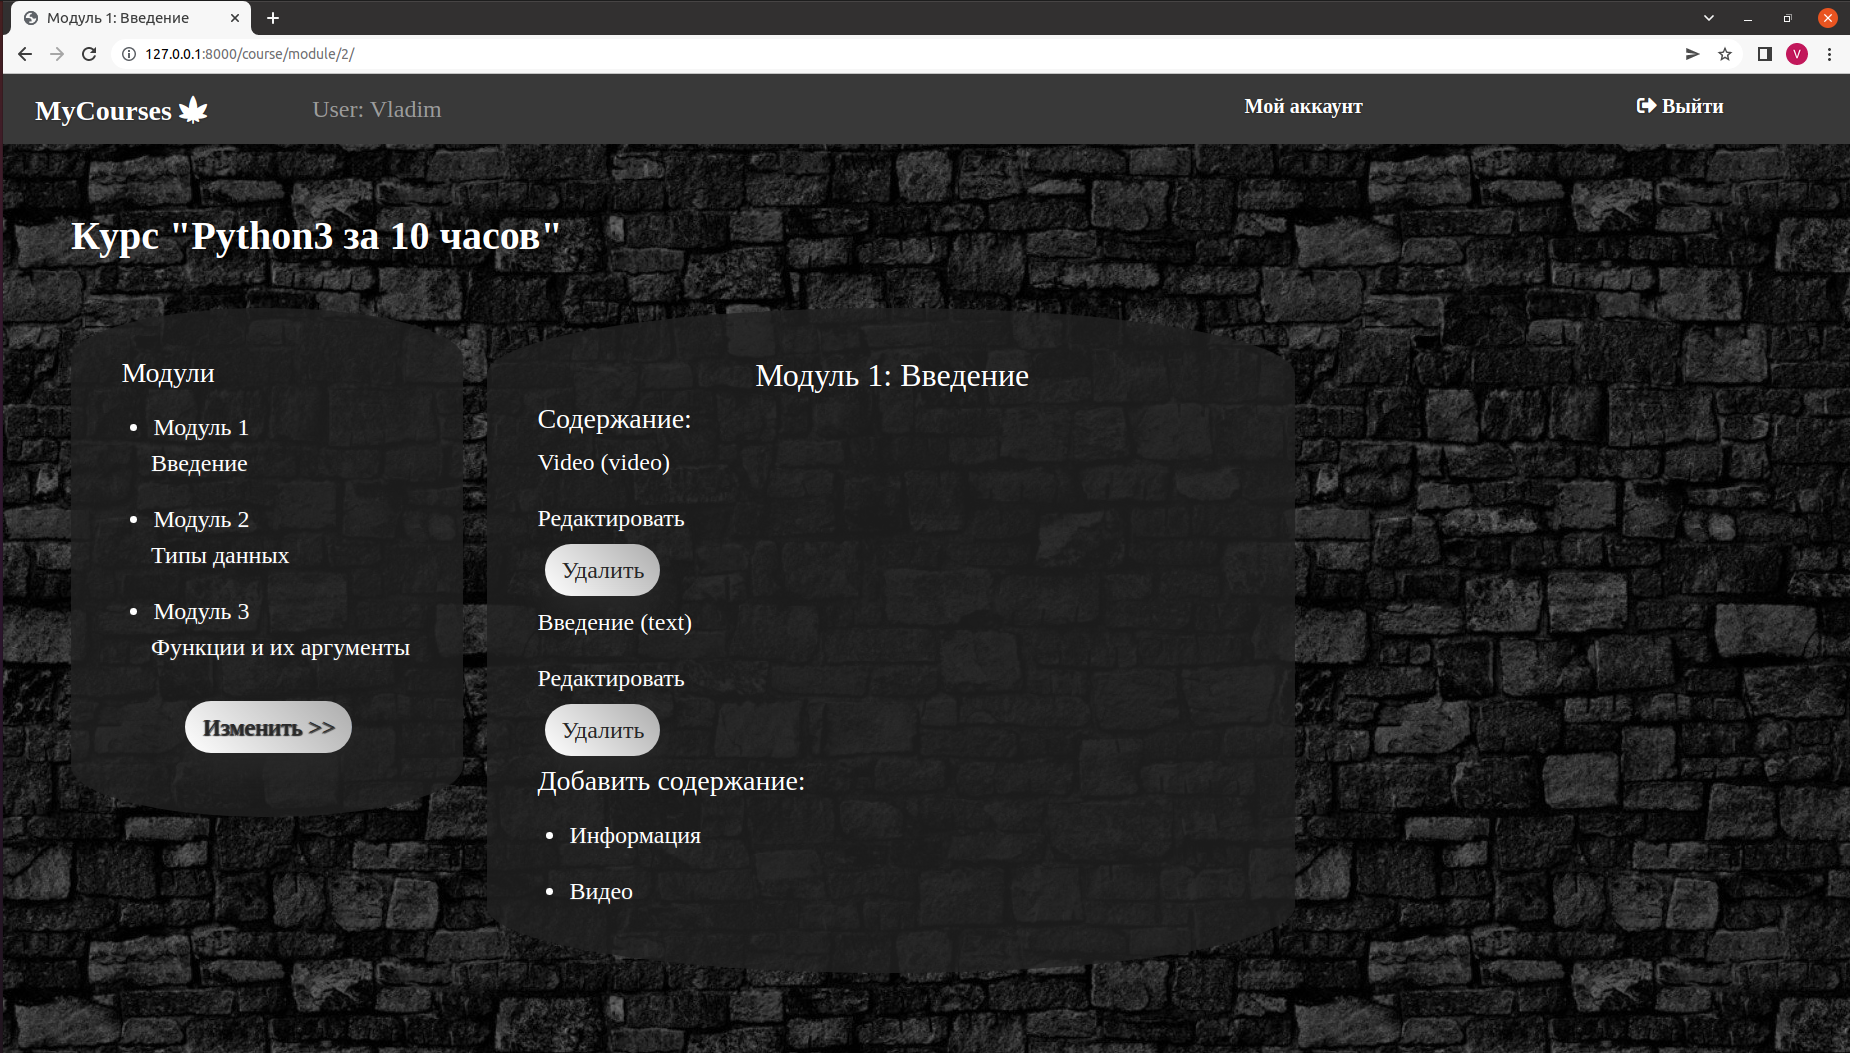 Модуль 1: Введение
127.0.0.1:8000/course/module/2/
V
MyCourses
User: Vladim
Мой аккаунт
Выйти
Курс "Python3 за 10 часов"
Модули
Модуль 1
Введение
Модуль 2
Типы данных
Модуль 3
Функции и их аргументы
Изменить >>
Модуль 1: Введение
Содержание:
Video (video)
Редактировать
Удалить
Введение (text)
Редактировать
Удалить
Добавить содержание:
Информация
Видео